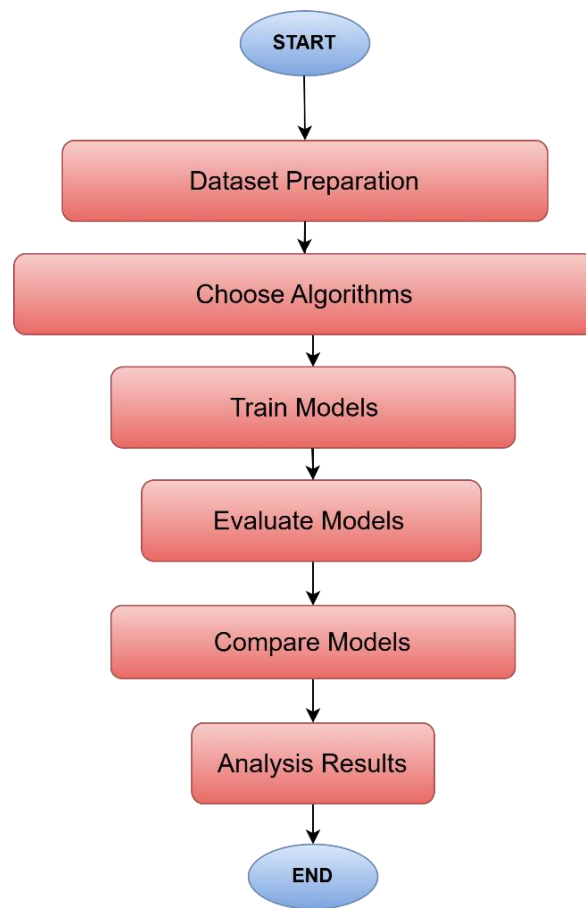 START
Dataset Preparation
Choose Algorithms
Train Models
Evaluate Models
Compare Models
Analysis Results
END